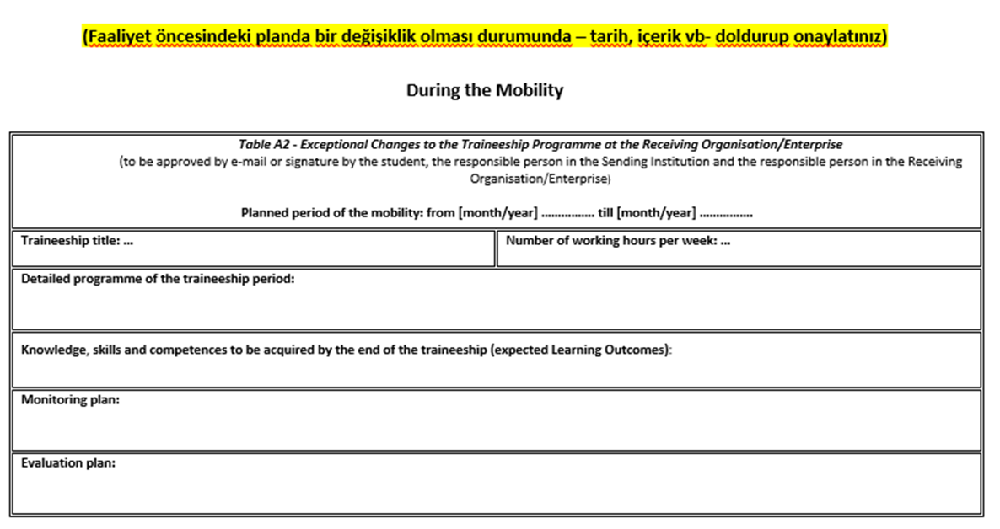 (Faaliyet öncesindeki planda bir değişiklik olması durumunda – tarih, içerik vb- doldurup onaylatınız)
During the Mobility
Table A2 - Exceptional Changes to the Traineeship Programme at the Receiving Organisation/Enterprise
(to be approved by e-mail or signature by the student, the responsible person in the Sending Institution and the responsible person in the Receiving
Organisation/Enterprise)
Planned period of the mobility: from [month/year] ............... till [month/year] ...............
Traineeship title: ...
Number of working hours per week: ...
Detailed programme of the traineeship period:
Knowledge, skills and competences to be acquired by the end of the traineeship (expected Learning Outcomes):
Monitoring plan:
Evaluation plan: